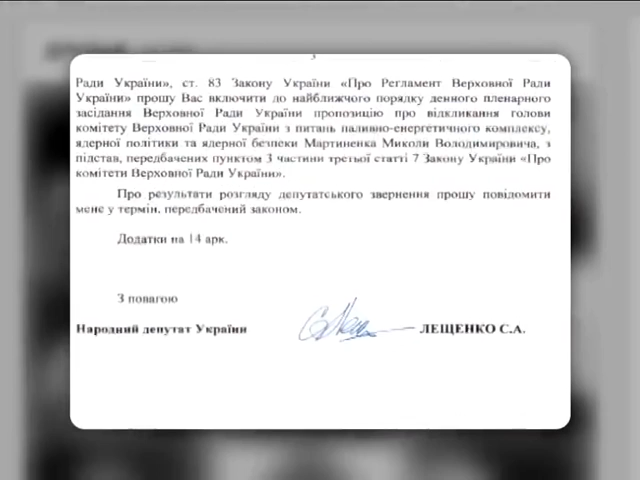 3
Ради України», ст. 83 Закону України «Про Регламент Верховної Ради
України» прошу Вас включити до найближчого порядку денного пленарного
засідання Верховної Ради України пропозицію про відкликання голови
комітету Верховної Ради України з питань паливно-енергетичного комплексу,
ядерної політики та ядерної безпеки Мартиненка Миколи Володимировича, з
підстав, передбачених пунктом 3 частини третьої статті 7 Закону України «Про
комітети Верховної Ради України».
Про результати розгляду депутатського звернення прошу повідомити
мене у термін, передбачений законом.
Додатки на 14 арк.
З повагою
Народний депутат України ЛЕЩЕНКО С.А.